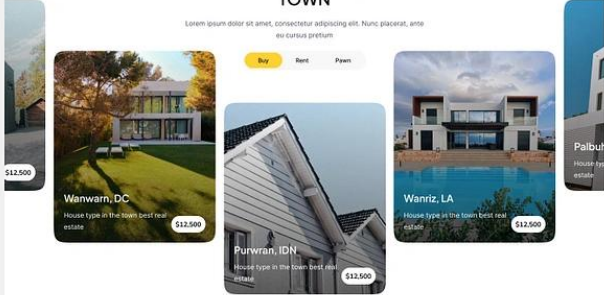 TOWN
Lorem ipsum dolor sit amet, consectetur adipiscing elit. Nunc placerat, ante
eu cursus pretium
Buy
Rent
Pawn
$12,500
Wanwarn, DC
House type in the town best real
estate
$12,500
Purwran, IDN
House type in the town best real
estate
$12,500
Wanriz, LA
House type in the town best real
estate
$12,500
House
estate